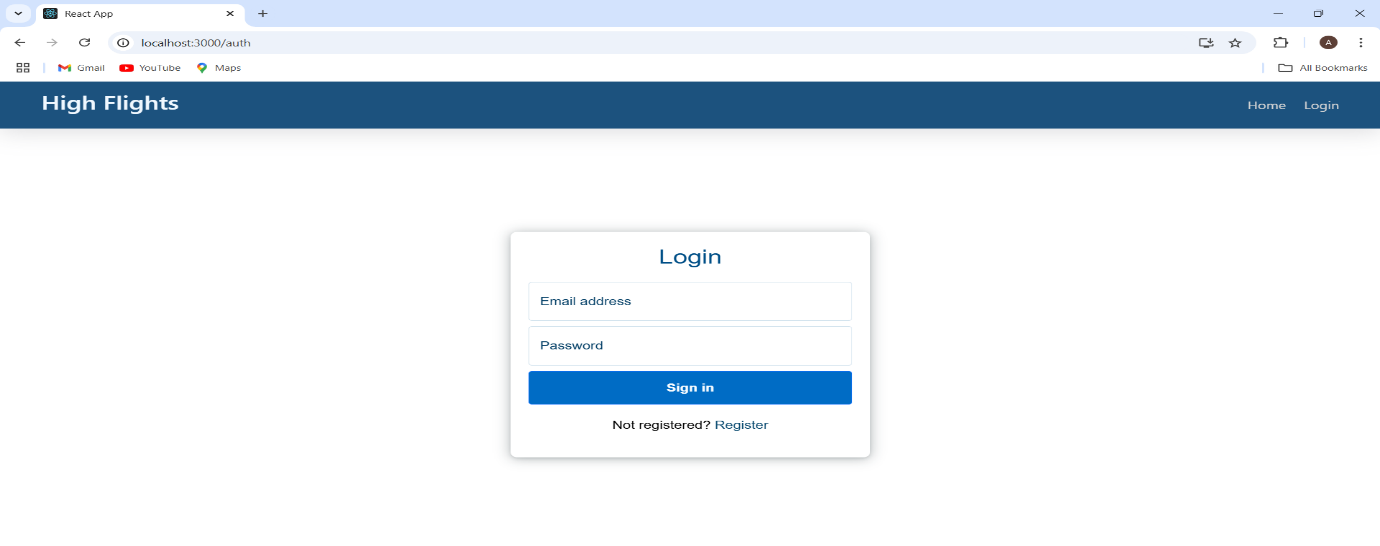 React App
localhost:3000/auth
A
Gmail YouTube Maps All Bookmarks
High Flights Home Login
Login
Email address
Password
Sign in
Not registered? Register